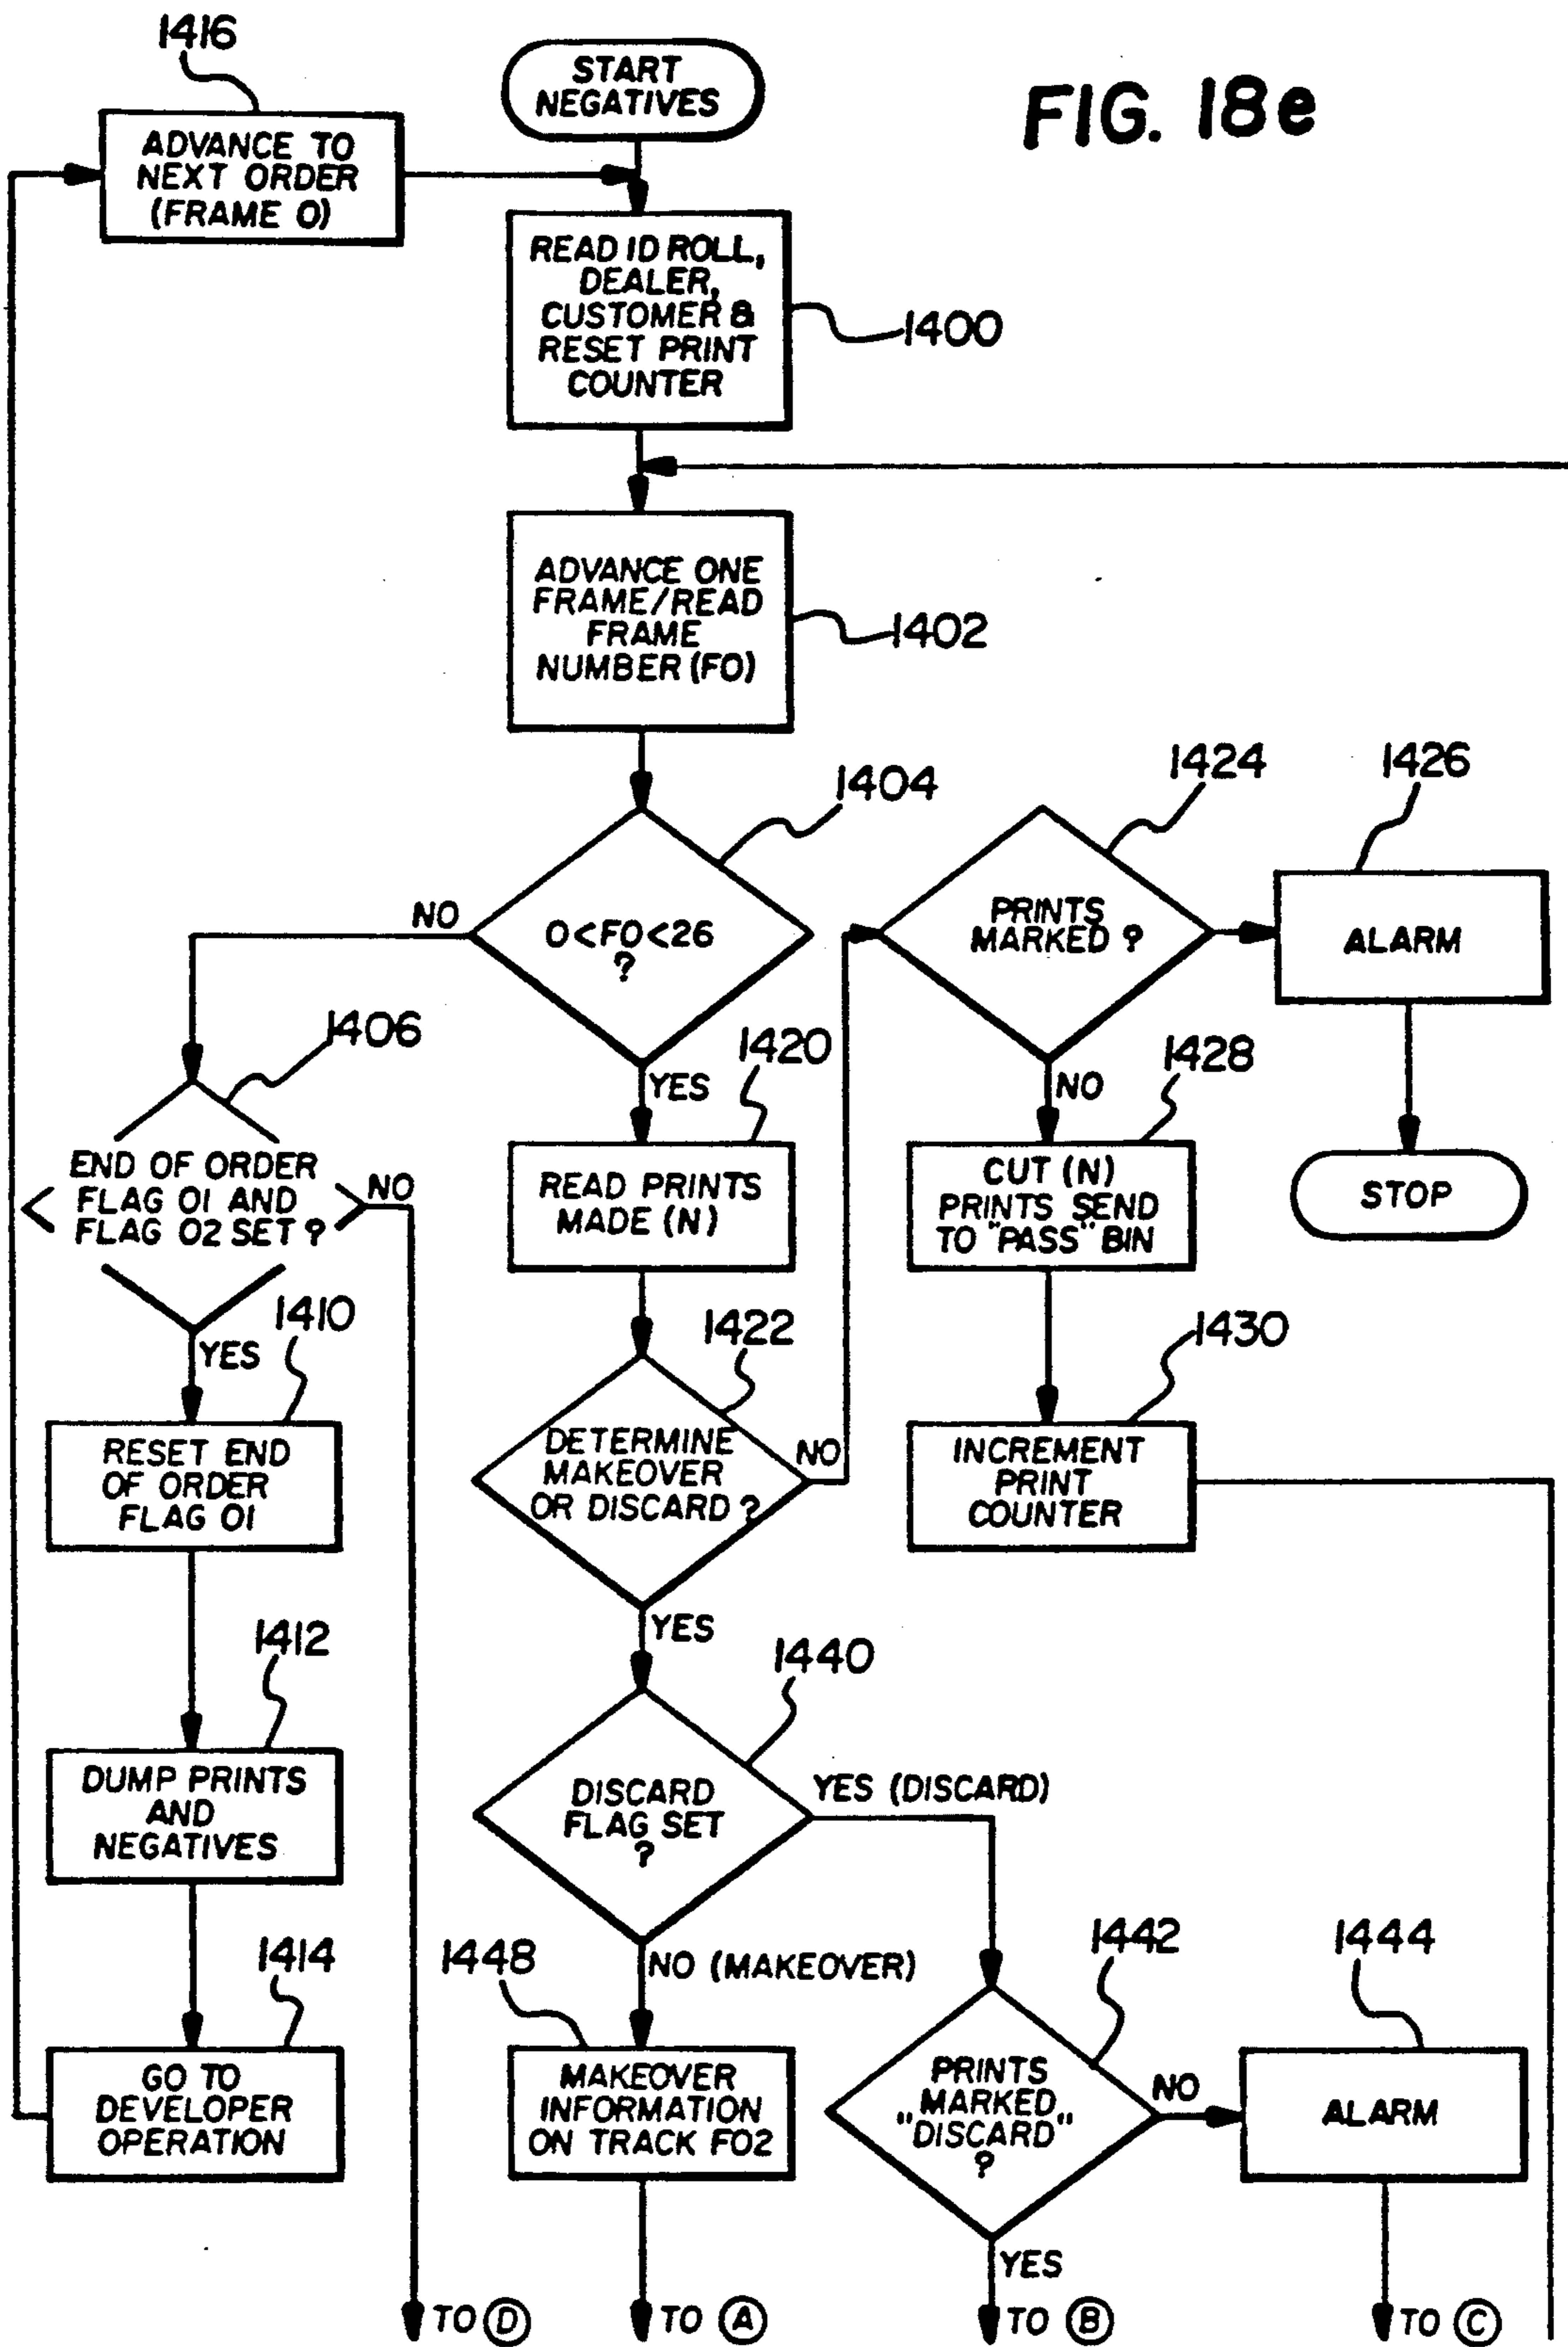 1416
START
NEGATIVES
FIG. 18e
ADVANCE TO
NEXT ORDER
(FRAME 0)
READ ID ROLL,
DEALER,
CUSTOMER &
RESET PRINT
COUNTER
1400
ADVANCE ONE
FRAME/READ
FRAME
NUMBER (FO)
1402
1404
1424
1426
NO
0<FO<26
?
PRINTS
MARKED ?
ALARM
1406
YES
1420
NO
1428
END OF ORDER
FLAG 01 AND
FLAG 02 SET ?
NO
READ PRINTS
MADE (N)
CUT (N)
PRINTS SEND
TO "PASS" BIN
STOP
YES
1410
1422
1430
RESET END
OF ORDER
FLAG 01
DETERMINE
MAKEOVER
OR DISCARD ?
NO
INCREMENT
PRINT
COUNTER
1412
YES
1440
DUMP PRINTS
AND
NEGATIVES
DISCARD
FLAG SET
?
YES (DISCARD)
1414
1448
NO (MAKEOVER)
1442
1444
GO TO
DEVELOPER
OPERATION
MAKEOVER
INFORMATION
ON TRACK FO2
PRINTS
MARKED
"DISCARD"
?
NO
ALARM
YES
TO D
TO A
TO B
TO C